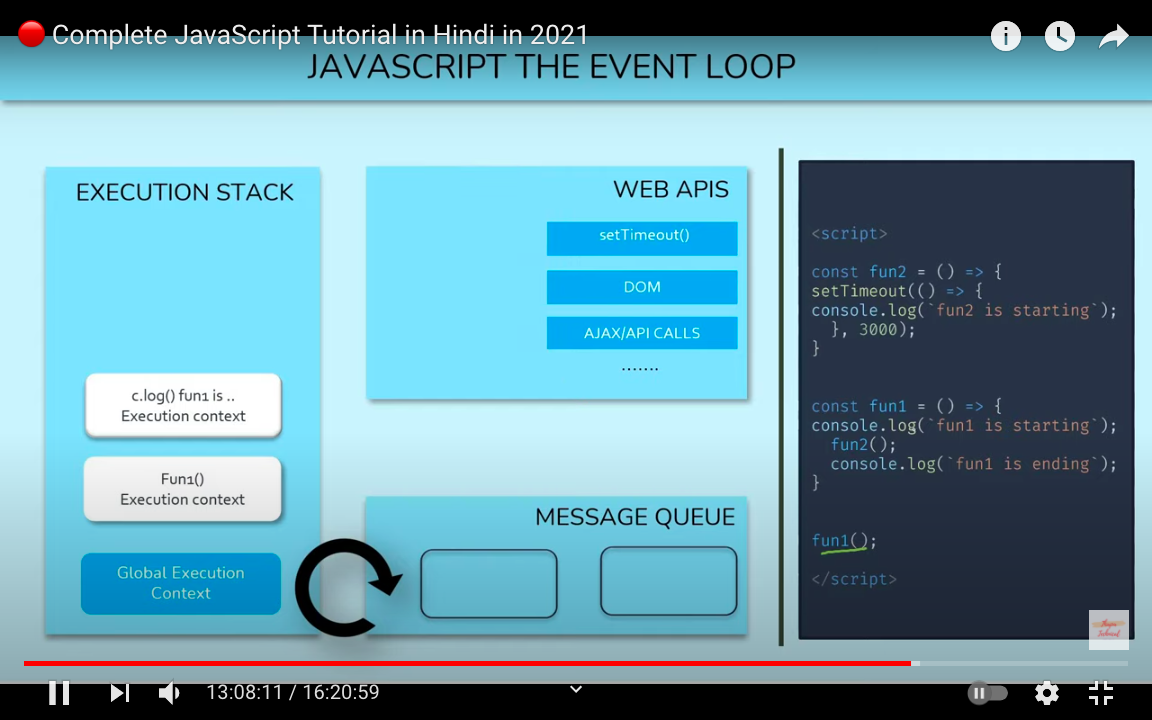 🔴 Complete JavaScript Tutorial in Hindi in 2021
JAVASCRIPT THE EVENT LOOP
EXECUTION STACK
c.log() fun1 is ..
Execution context
Fun1()
Execution context
Global Execution
Context
WEB APIS
setTimeout()
DOM
AJAX/API CALLS
.......
MESSAGE QUEUE
<script>
const fun2 = () => {
setTimeout(() => {
console.log(`fun2 is starting`);
}, 3000);
}
const fun1 = () => {
console.log(`fun1 is starting`);
fun2();
console.log(`fun1 is ending`);
}
fun1();
</script>
13:08:11 / 16:20:59